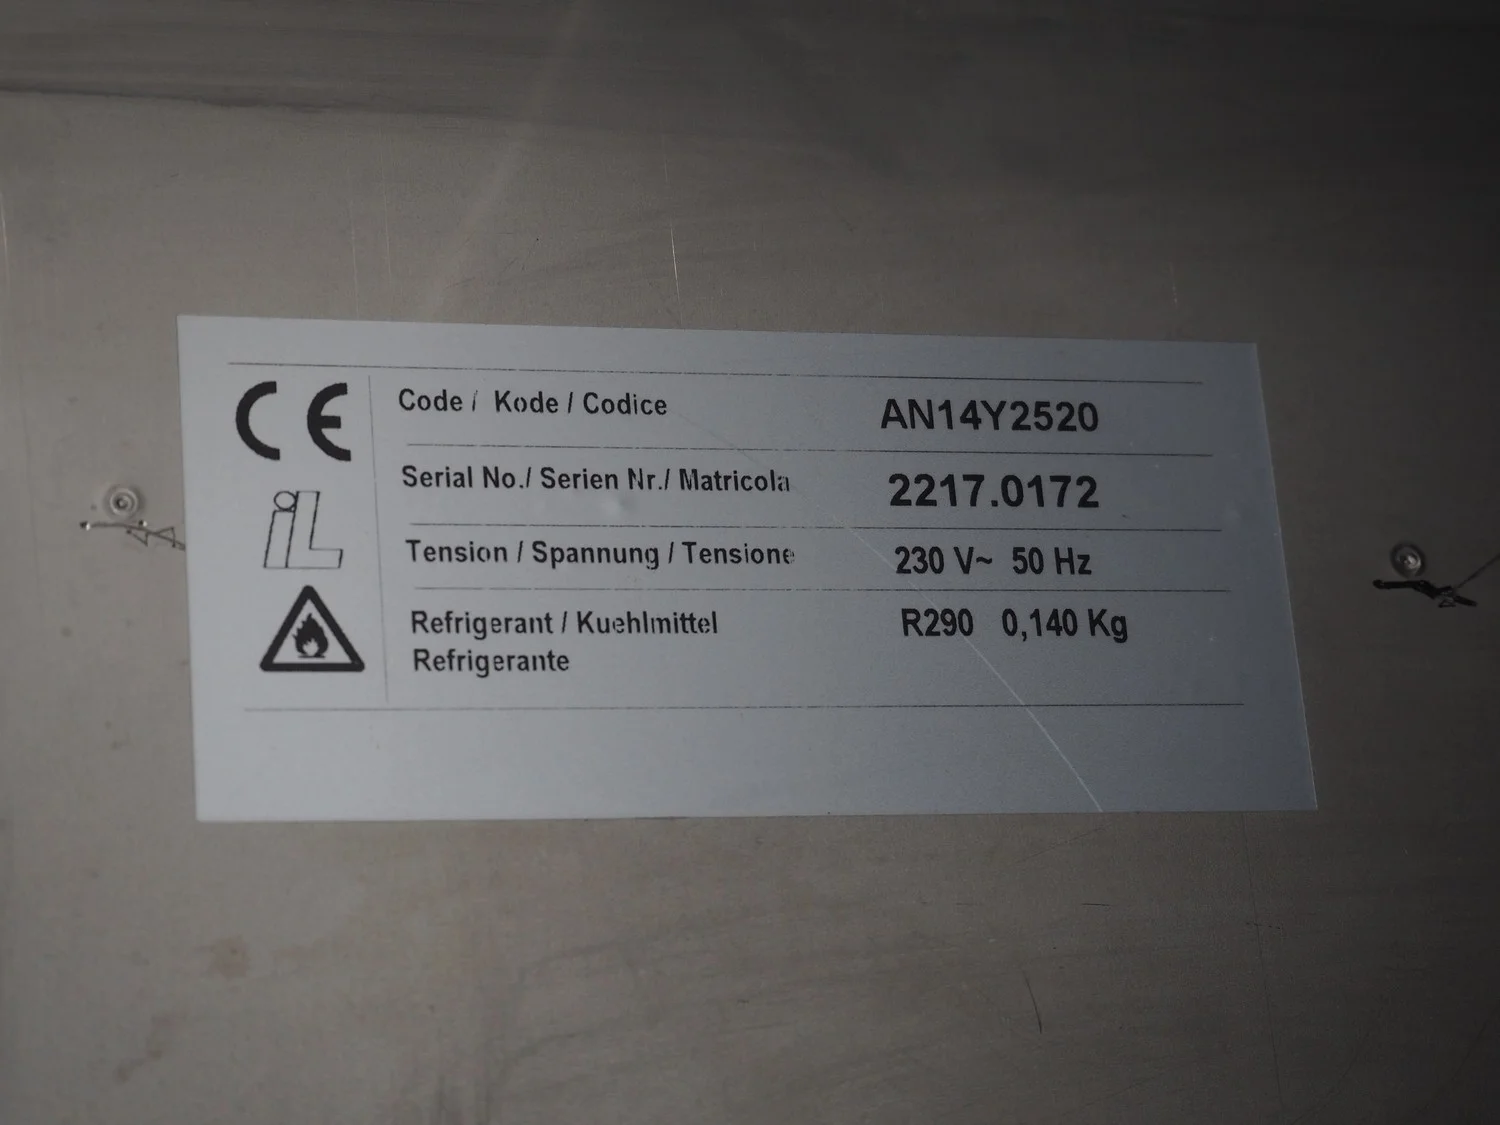 CE
Code / Kode / Codice AN14Y2520
Serial No./ Serien Nr./ Matricola 2217.0172
iL
Tension / Spannung / Tensione 230 V~ 50 Hz
Refrigerant / Kuehlmittel R290 0,140 Kg
Refrigerante